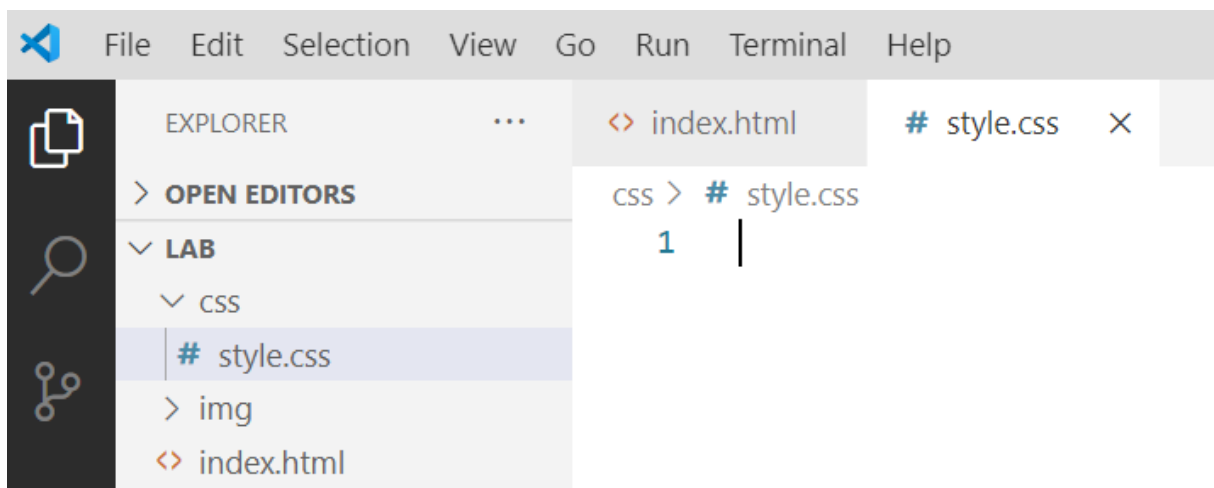 File Edit Selection View Go Run Terminal Help
EXPLORER ...
> OPEN EDITORS
LAB
css
# style.css
> img
<> index.html
<> index.html # style.css ×
css > # style.css
1